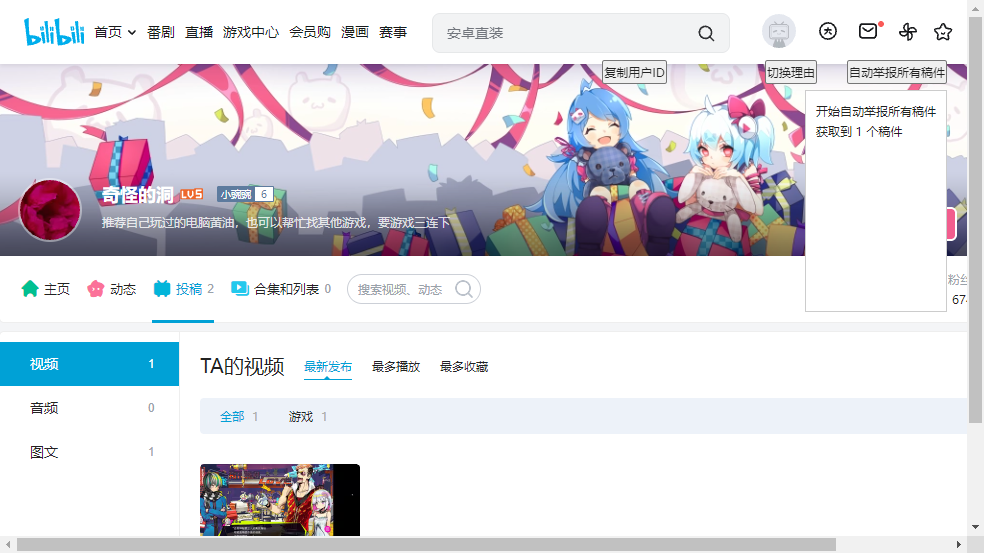 bilibili 首页 番剧 直播 游戏中心 会员购 漫画 赛事 安卓直装
复制用户ID 切换理由 自动举报所有稿件
开始自动举报所有稿件
获取到 1 个稿件
奇怪的洞 LV5 小豌豌 6
推荐自己玩过的电脑黄油，也可以帮忙找其他游戏，要游戏三连下
主页 动态 投稿 2 合集和列表 0 搜索视频、动态
粉丝
674
视频 1
音频 0
图文 1
TA的视频 最新发布 最多播放 最多收藏
全部 1 游戏 1